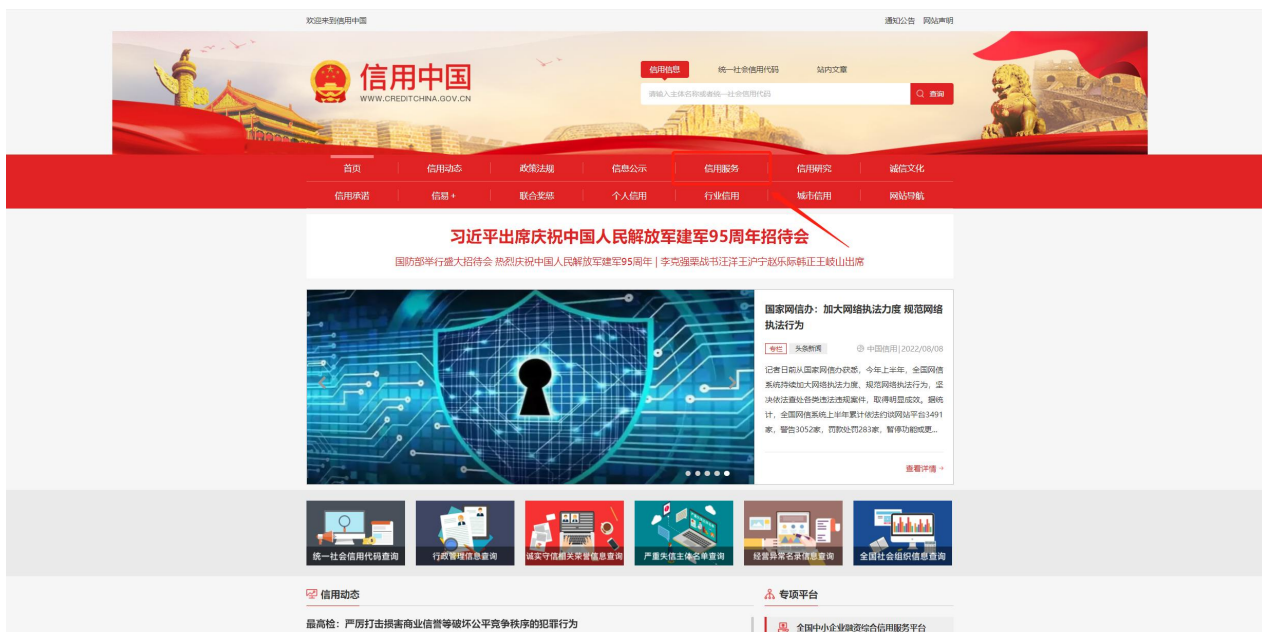 欢迎来到信用中国
通知公告 网站声明
信用中国
WWW.CREDITCHINA.GOV.CN
信用信息 统一社会信用代码 站内文章
请输入主体名称或者统一社会信用代码 查询
首页 信用动态 政策法规 信息公示 信用服务 信用研究 诚信文化
信用承诺 信易+ 联合奖惩 个人信用 行业信用 城市信用 网站导航
习近平出席庆祝中国人民解放军建军95周年招待会
国防部举行盛大招待会 热烈庆祝中国人民解放军建军95周年 | 李克强栗战书汪洋王沪宁赵乐际韩正王岐山出席
国家网信办：加大网络执法力度 规范网络
执法行为
专栏 头条新闻 中国信用|2022/08/08
记者日前从国家网信办获悉，今年上半年，全国网信
系统持续加大网络执法力度、规范网络执法行为，坚
决依法查处各类违法违规案件，取得明显成效。据统
计，全国网信系统上半年累计依法约谈网站平台3491
家，警告3052家，罚款处罚283家，暂停功能或更...
查看详情
统一社会信用代码查询 行政管理信息查询 诚实守信相关荣誉信息查询 严重失信主体名单查询 经营异常名录信息查询 全国社会组织信息查询
信用动态
专项平台
最高检：严厉打击损害商业信誉等破坏公平竞争秩序的犯罪行为
全国中小企业融资综合信用服务平台